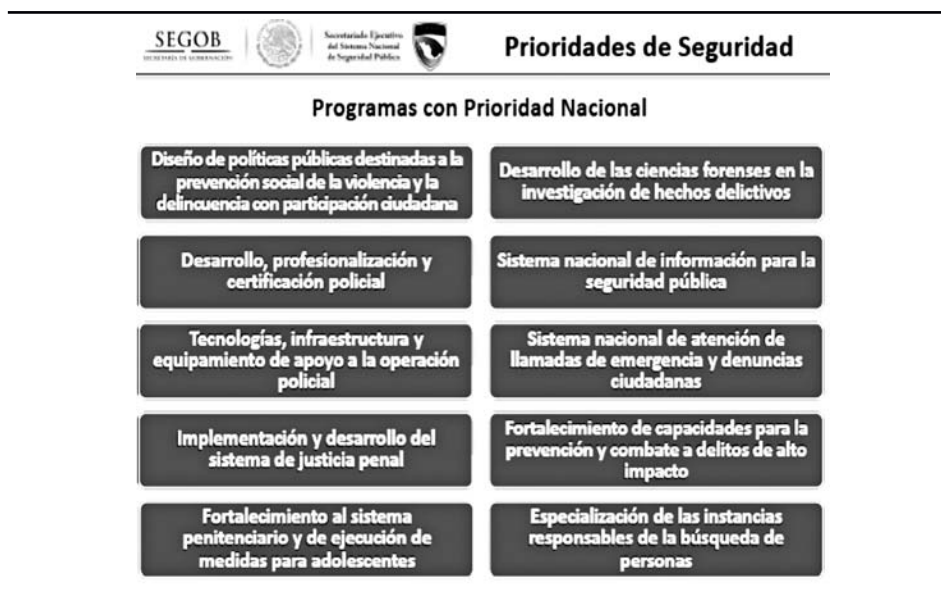 SEGOB
SECRETARÍA DE GOBERNACIÓN
Secretariado Ejecutivo
del Sistema Nacional
de Seguridad Pública
Prioridades de Seguridad
Programas con Prioridad Nacional
Diseño de políticas públicas destinadas a la
prevención social de la violencia y la
delincuencia con participación ciudadana
Desarrollo de las ciencias forenses en la
investigación de hechos delictivos
Desarrollo, profesionalización y
certificación policial
Sistema nacional de información para la
seguridad pública
Tecnologías, infraestructura y
equipamiento de apoyo a la operación
policial
Sistema nacional de atención de
llamadas de emergencia y denuncias
ciudadanas
Implementación y desarrollo del
sistema de justicia penal
Fortalecimiento de capacidades para la
prevención y combate a delitos de alto
impacto
Fortalecimiento al sistema
penitenciario y de ejecución de
medidas para adolescentes
Especialización de las instancias
responsables de la búsqueda de
personas